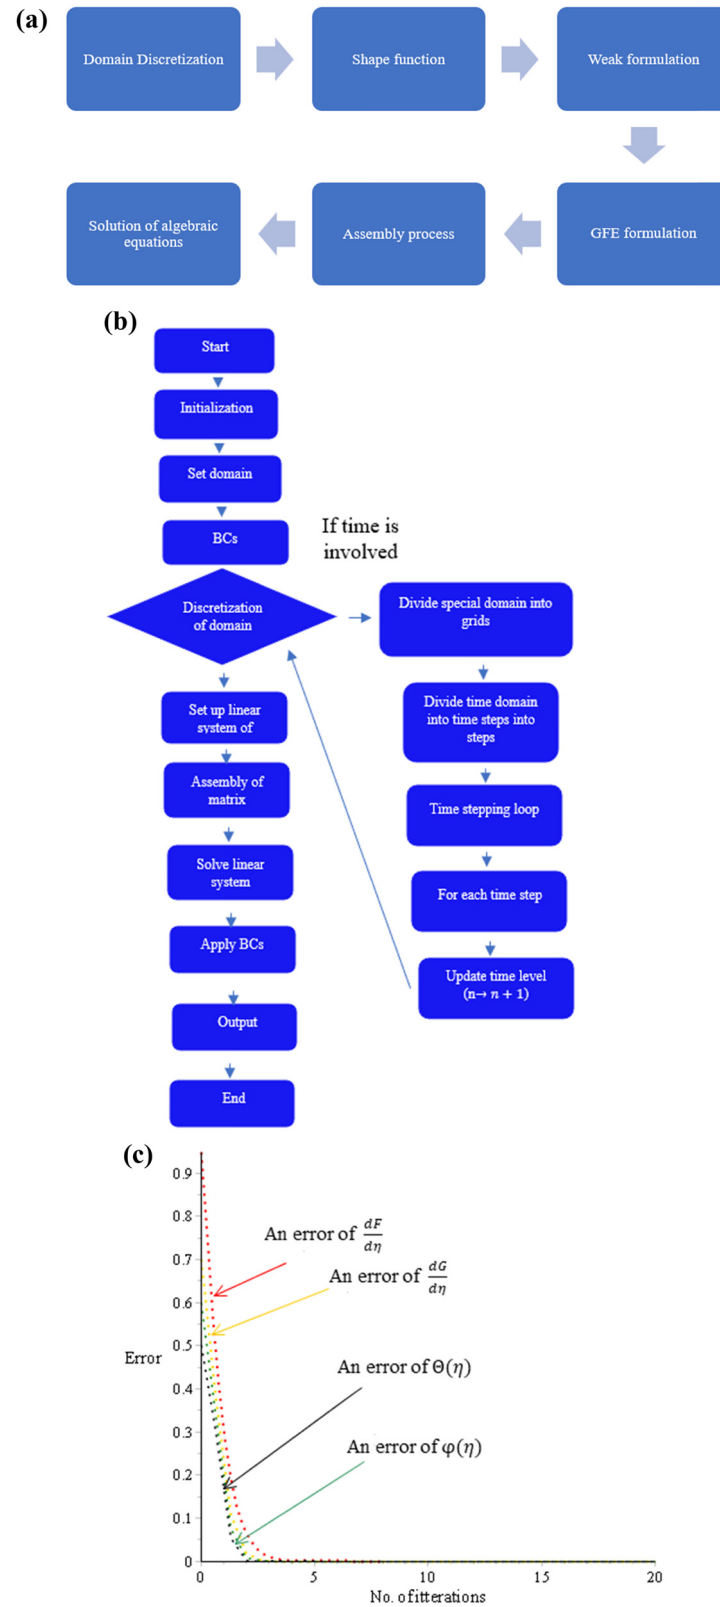 (a)
Domain Discretization
Shape function
Weak formulation
Solution of algebraic
equations
Assembly process
GFE formulation
(b)
Start
Initialization
Set domain
BCs
If time is
involved
Discretization
of domain
Divide special domain into
grids
Set up linear
system of
Divide time domain
into time steps into
steps
Assembly of
matrix
Time stepping loop
Solve linear
system
For each time step
Apply BCs
Update time level
(n→ n + 1)
Output
End
(c)
0.9
0.8
0.7
0.6
0.5
0.4
0.3
0.2
0.1
0
Error
An error of dF/dη
An error of dG/dη
An error of Θ(η)
An error of φ(η)
0 5 10 15 20
No. of itterations